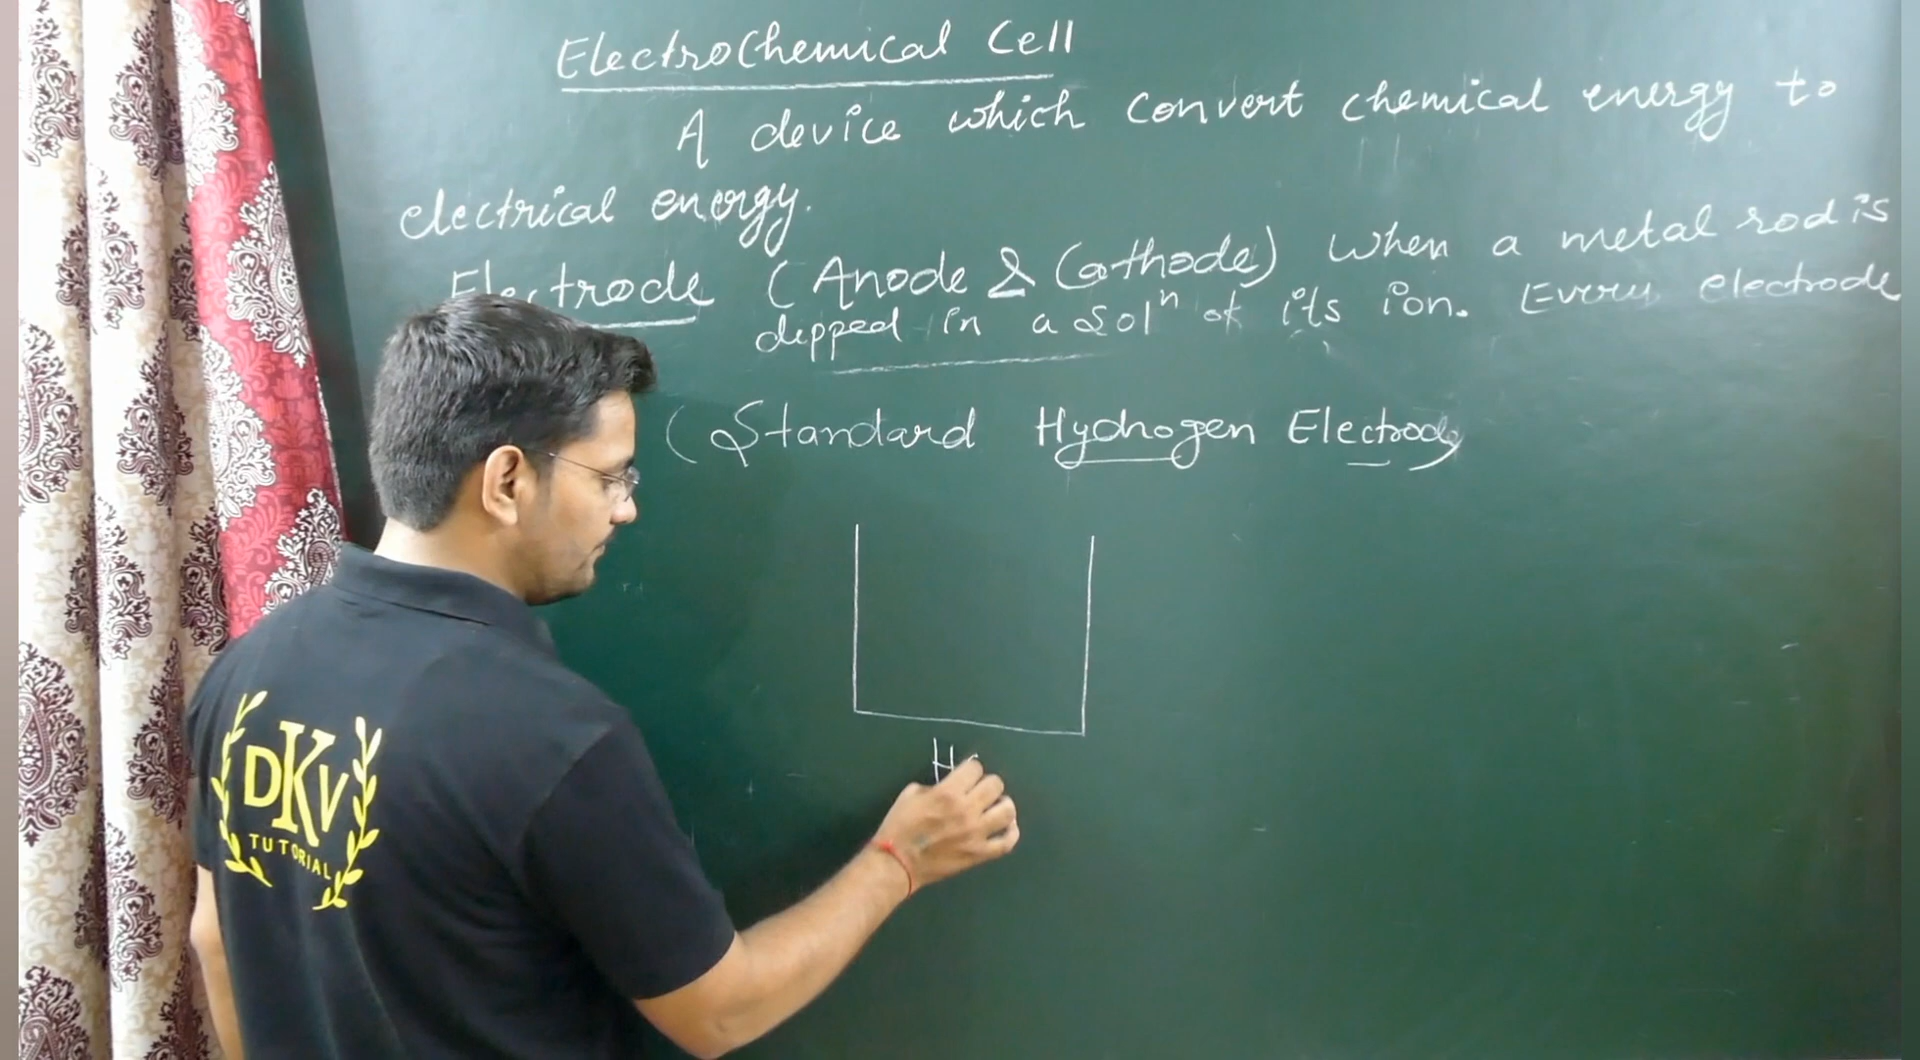 Electrochemical Cell
A device which convert chemical energy to
electrical energy.
Electrode (Anode & Cathode) When a metal rod is
dipped in a Solⁿ of its ion. Every electrode
(Standard Hydrogen Electrode
H
DKV
TUTORIAL